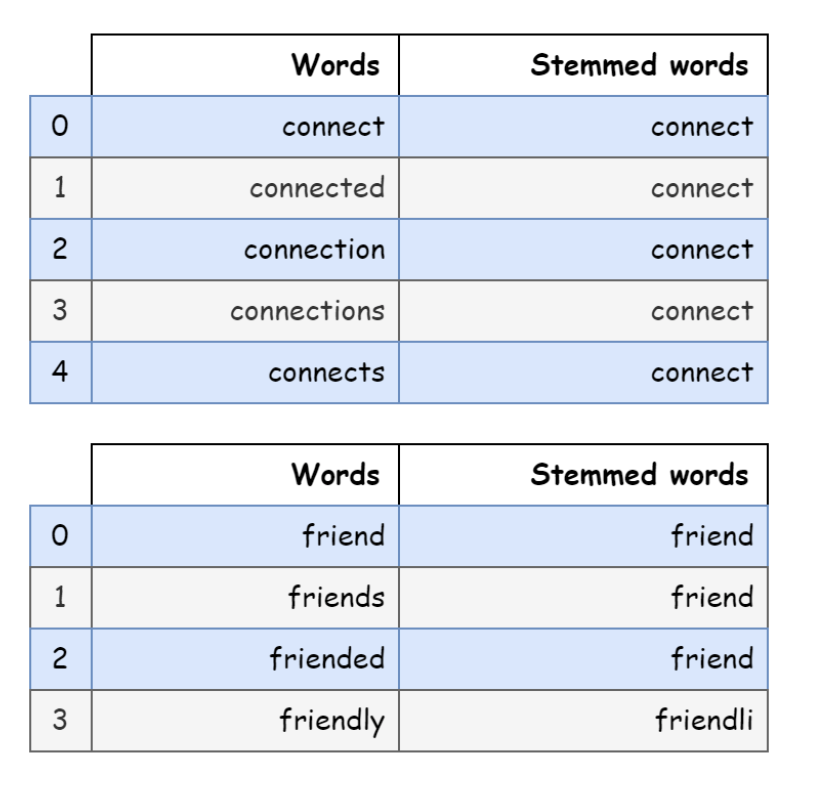 Words Stemmed words
0 connect connect
1 connected connect
2 connection connect
3 connections connect
4 connects connect
Words Stemmed words
0 friend friend
1 friends friend
2 friended friend
3 friendly friendli